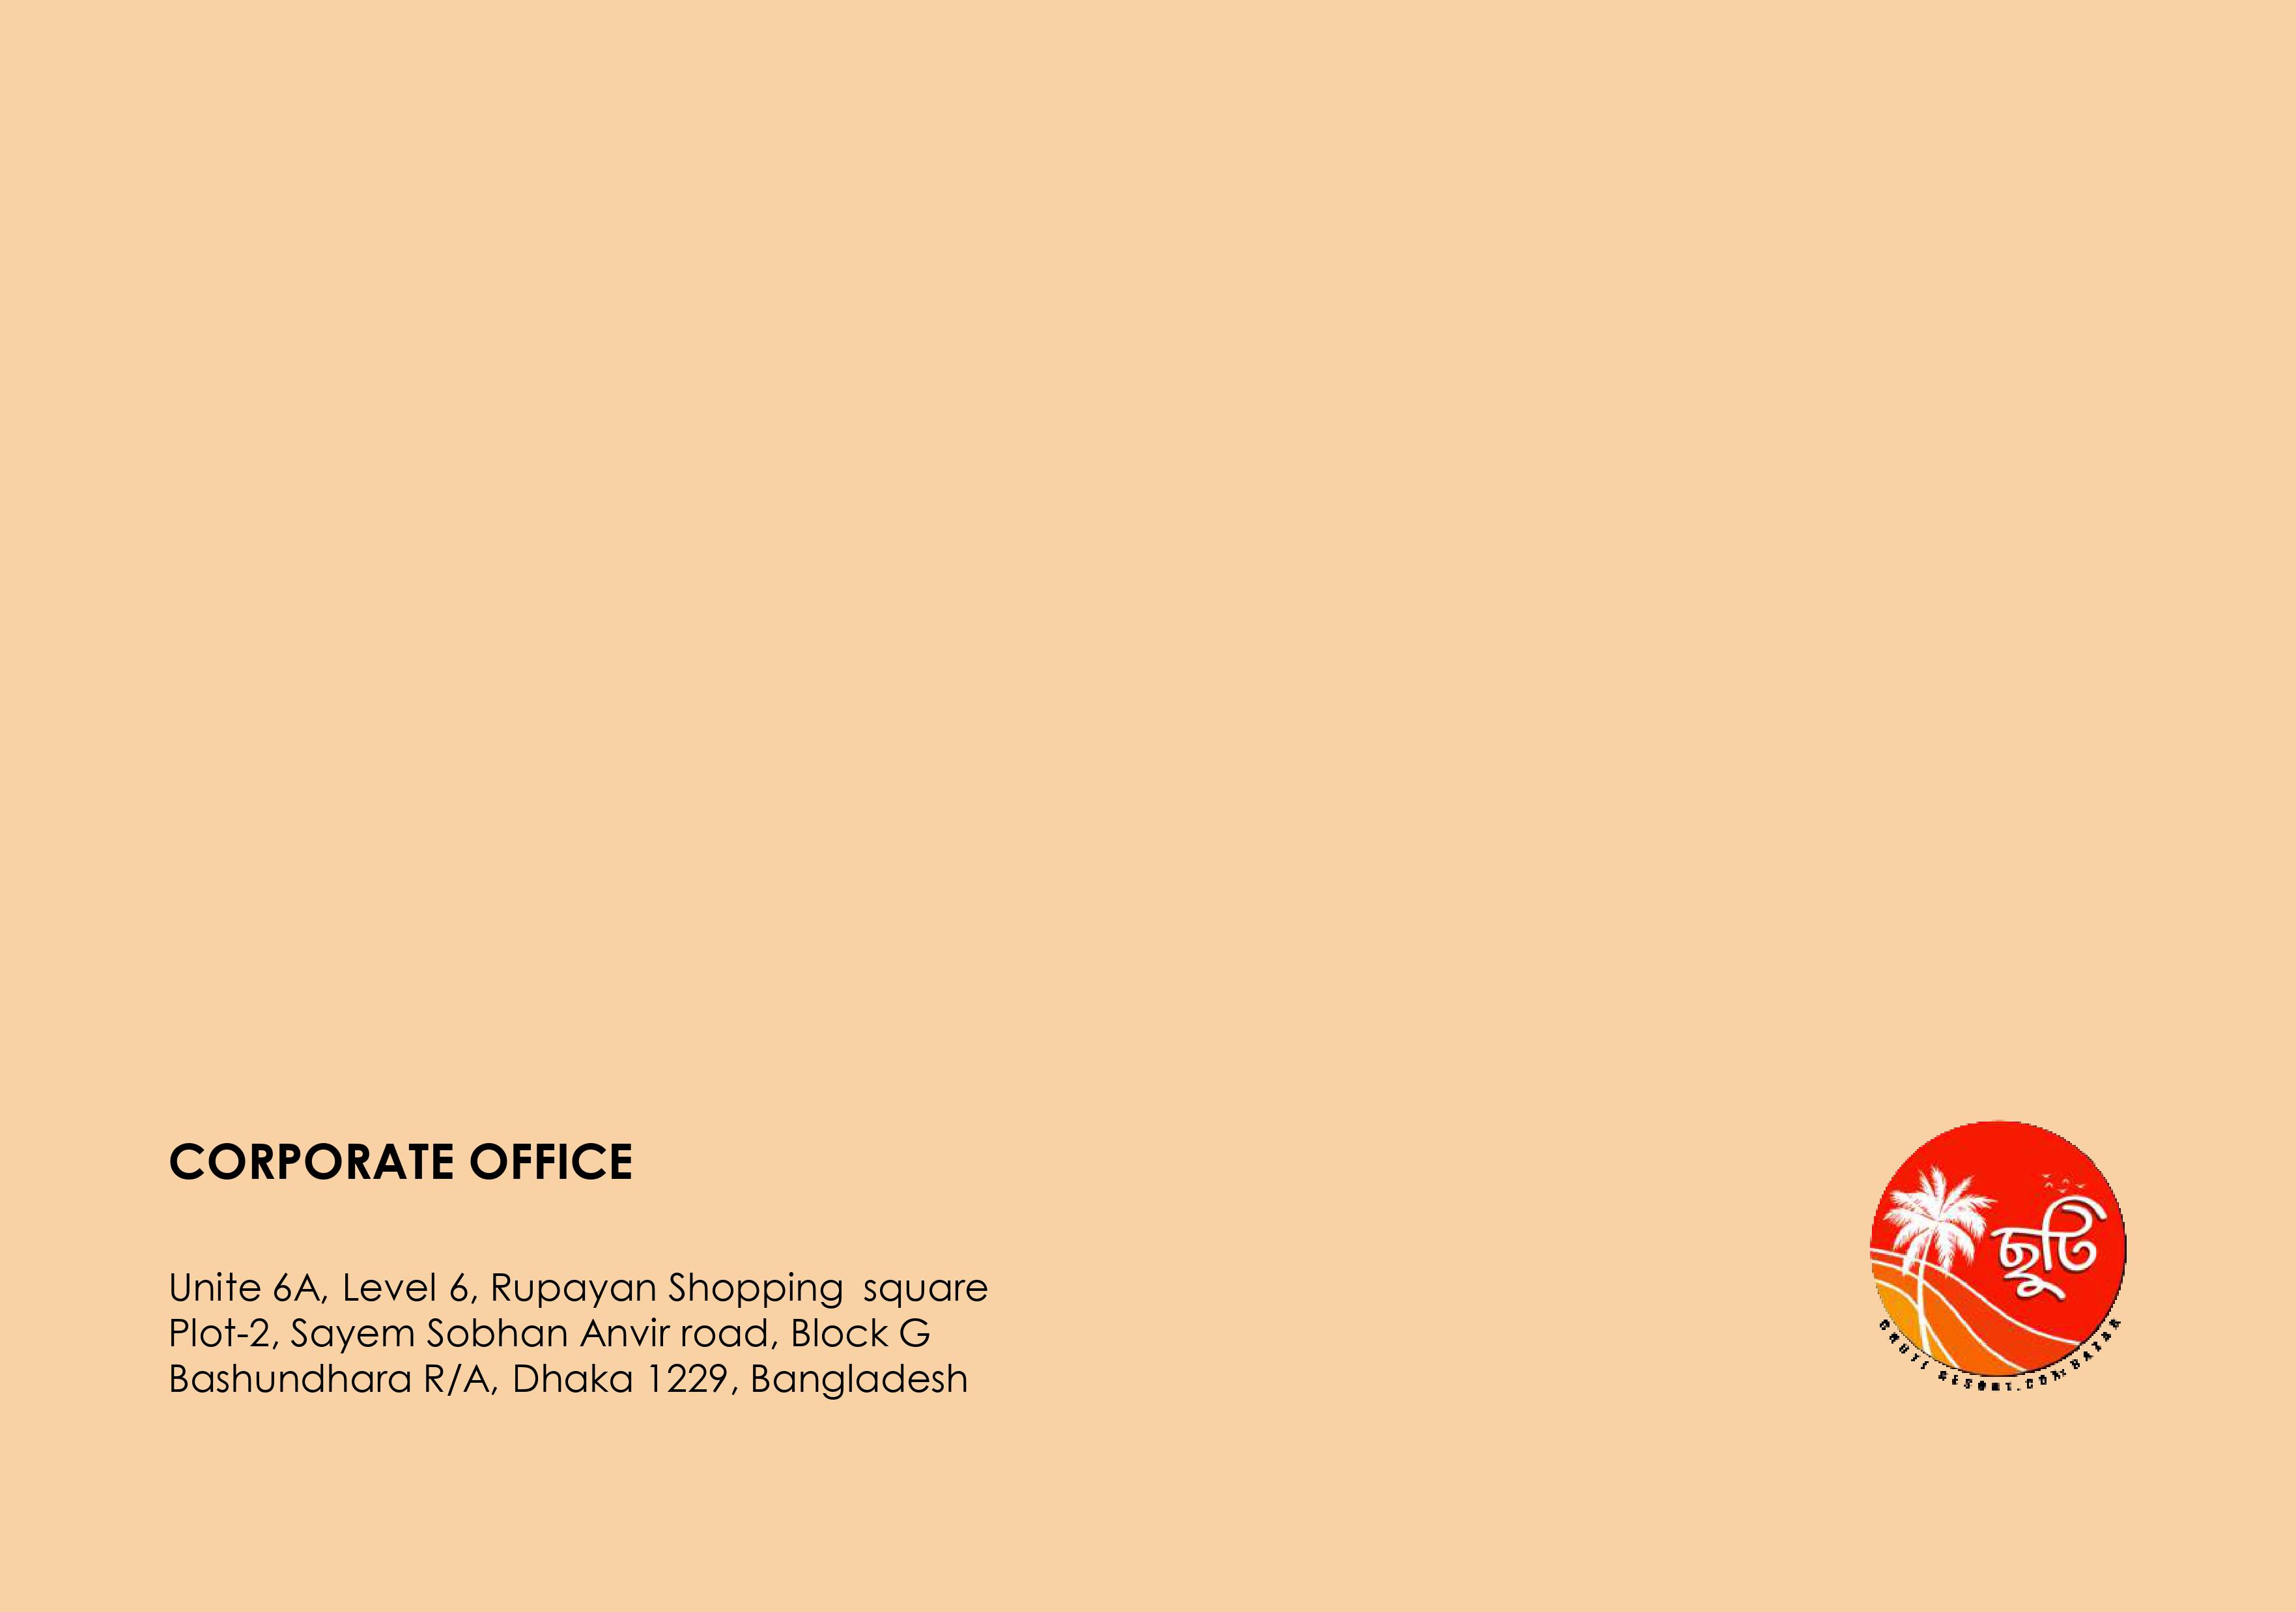 CORPORATE OFFICE
Unite 6A, Level 6, Rupayan Shopping  square
Plot-2, Sayem Sobhan Anvir road, Block G
Bashundhara R/A, Dhaka 1229, Bangladesh
ছুটি
CHUTI RESORT.COX BAZAR